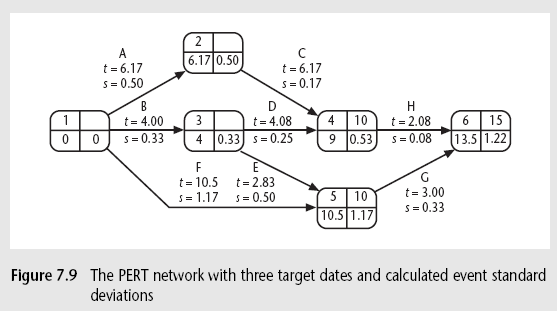 2
6.17 0.50
A
t = 6.17
s = 0.50
C
t = 6.17
s = 0.17
1
0 0
B
t = 4.00
s = 0.33
3
4 0.33
D
t = 4.08
s = 0.25
4 10
9 0.53
H
t = 2.08
s = 0.08
6 15
13.5 1.22
F
t = 10.5
s = 1.17
E
t = 2.83
s = 0.50
5 10
10.5 1.17
G
t = 3.00
s = 0.33
Figure 7.9 The PERT network with three target dates and calculated event standard
deviations